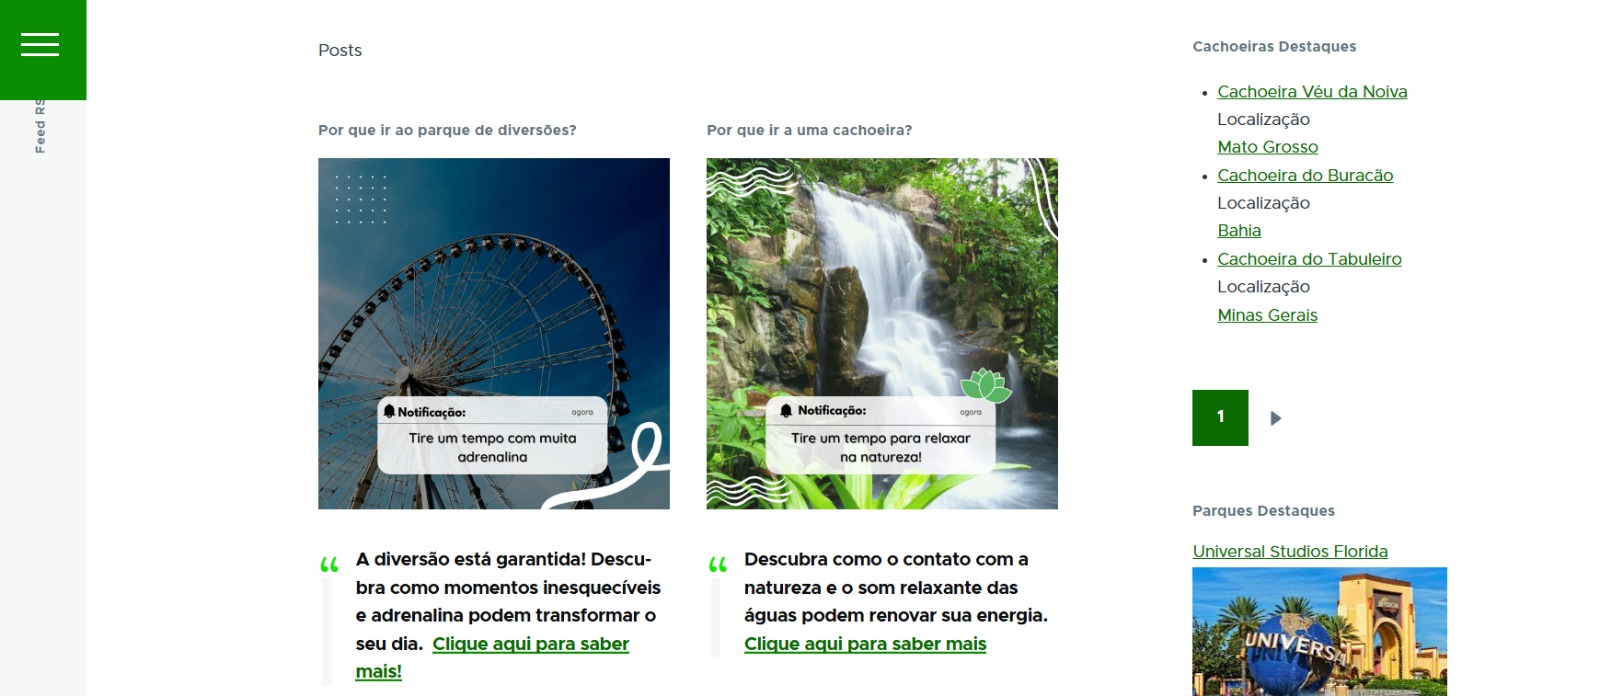 Feed RS
Posts
Por que ir ao parque de diversões?
Notificação: agora
Tire um tempo com muita
adrenalina
“
A diversão está garantida! Descu-
bra como momentos inesquecíveis
e adrenalina podem transformar o
seu dia. Clique aqui para saber
mais!
Por que ir a uma cachoeira?
Notificação: agora
Tire um tempo para relaxar
na natureza!
“
Descubra como o contato com a
natureza e o som relaxante das
águas podem renovar sua energia.
Clique aqui para saber mais
Cachoeiras Destaques
• Cachoeira Véu da Noiva
Localização
Mato Grosso
• Cachoeira do Buracão
Localização
Bahia
• Cachoeira do Tabuleiro
Localização
Minas Gerais
1
Parques Destaques
Universal Studios Florida
UNIVERSA